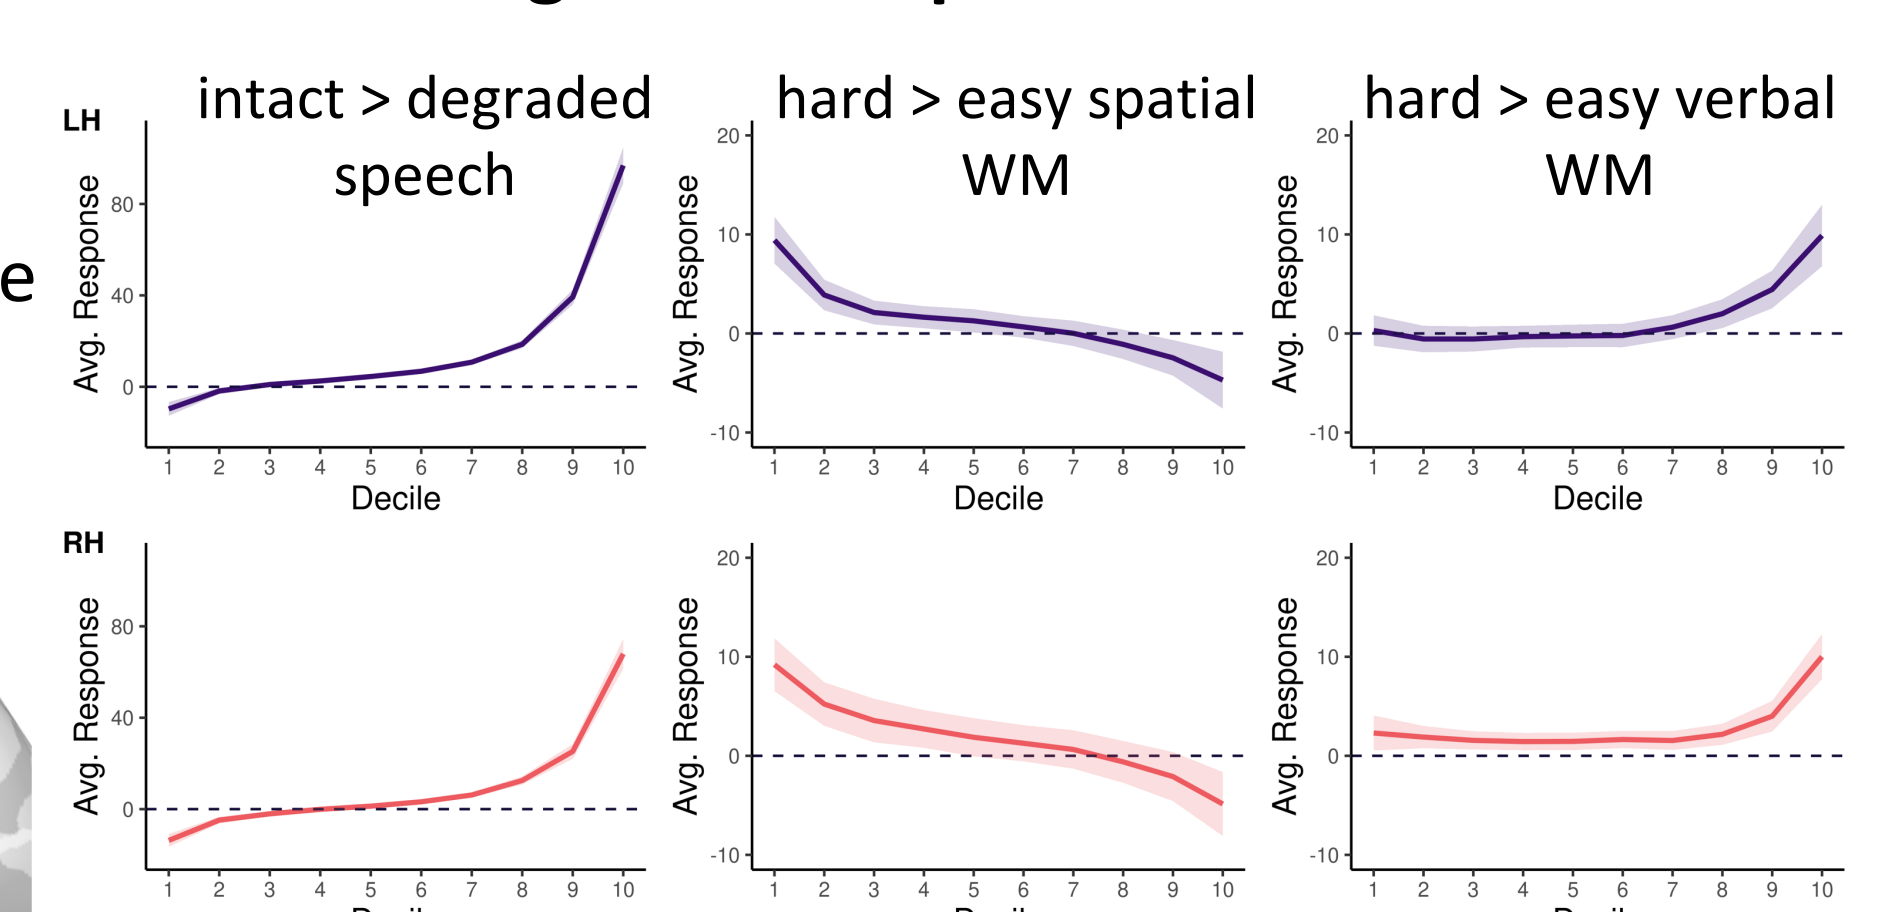 intact > degraded
speech
hard > easy spatial
WM
hard > easy verbal
WM
LH
Avg. Response
80
40
0
1 2 3 4 5 6 7 8 9 10
Decile
Avg. Response
20
10
0
-10
1 2 3 4 5 6 7 8 9 10
Decile
Avg. Response
20
10
0
-10
1 2 3 4 5 6 7 8 9 10
Decile
e
RH
Avg. Response
80
40
0
1 2 3 4 5 6 7 8 9 10
Decile
Avg. Response
20
10
0
-10
1 2 3 4 5 6 7 8 9 10
Decile
Avg. Response
20
10
0
-10
1 2 3 4 5 6 7 8 9 10
Decile